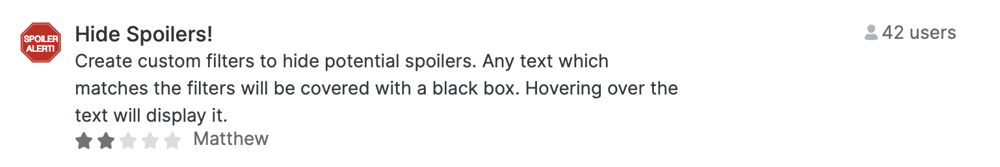 SPOILER
ALERT!
Hide Spoilers!
42 users
Create custom filters to hide potential spoilers. Any text which
matches the filters will be covered with a black box. Hovering over the
text will display it.
Matthew